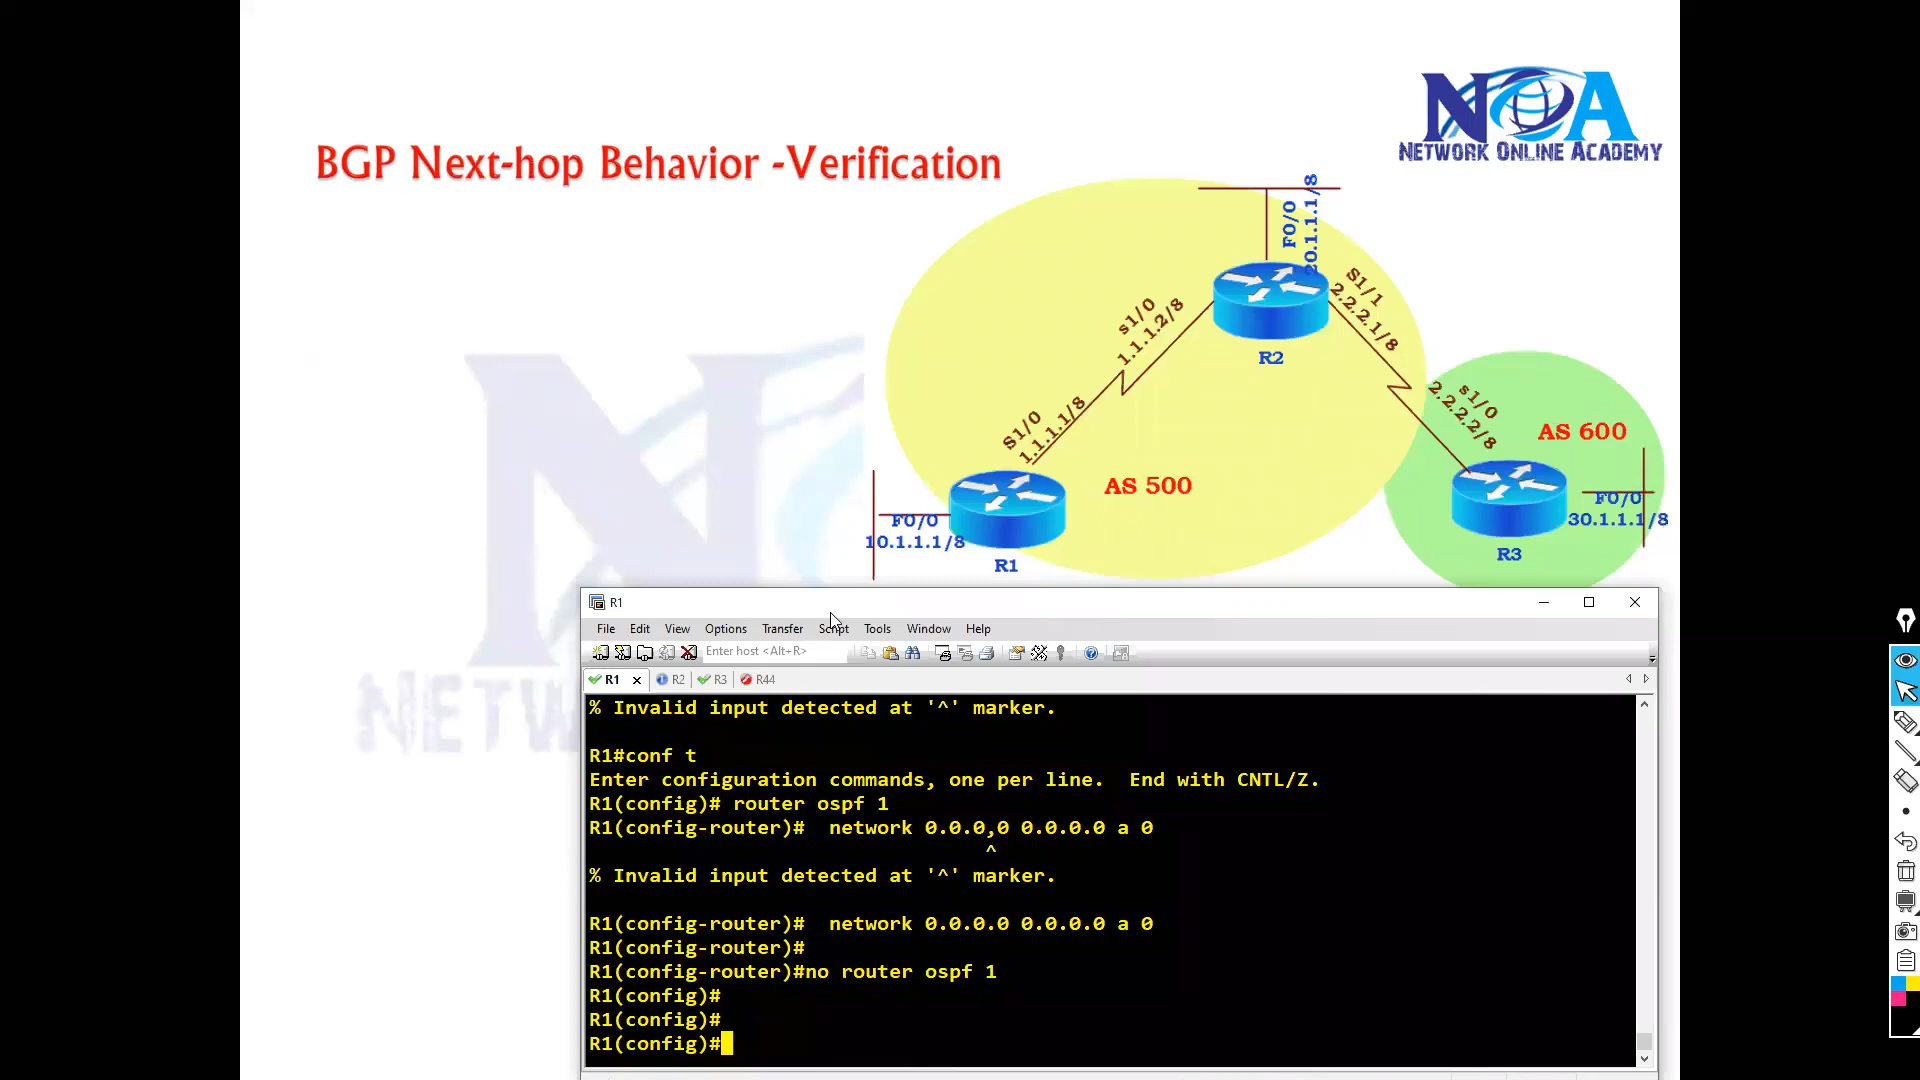 NOA
NETWORK ONLINE ACADEMY
BGP Next-hop Behavior -Verification
F0/0
20.1.1.1/8
S1/1
2.2.2.1/8
s1/0
1.1.1.2/8
R2
s1/0
2.2.2.2/8
S1/0
1.1.1.1/8
AS 600
AS 500
F0/0
30.1.1.1/8
F0/0
10.1.1.1/8
R3
R1
R1
File Edit View Options Transfer Script Tools Window Help
Enter host <Alt+R>
R1 R2 R3 R44
% Invalid input detected at '^' marker.
R1#conf t
Enter configuration commands, one per line.  End with CNTL/Z.
R1(config)# router ospf 1
R1(config-router)#  network 0.0.0,0 0.0.0.0 a 0
^
% Invalid input detected at '^' marker.
R1(config-router)#  network 0.0.0.0 0.0.0.0 a 0
R1(config-router)#
R1(config-router)#no router ospf 1
R1(config)#
R1(config)#
R1(config)#